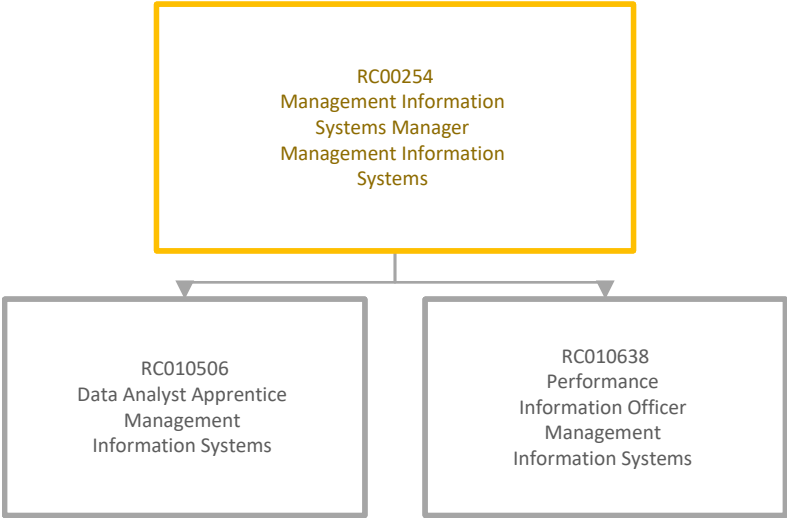 RC00254
Management Information
Systems Manager
Management Information
Systems
RC010506
Data Analyst Apprentice
Management
Information Systems
RC010638
Performance
Information Officer
Management
Information Systems